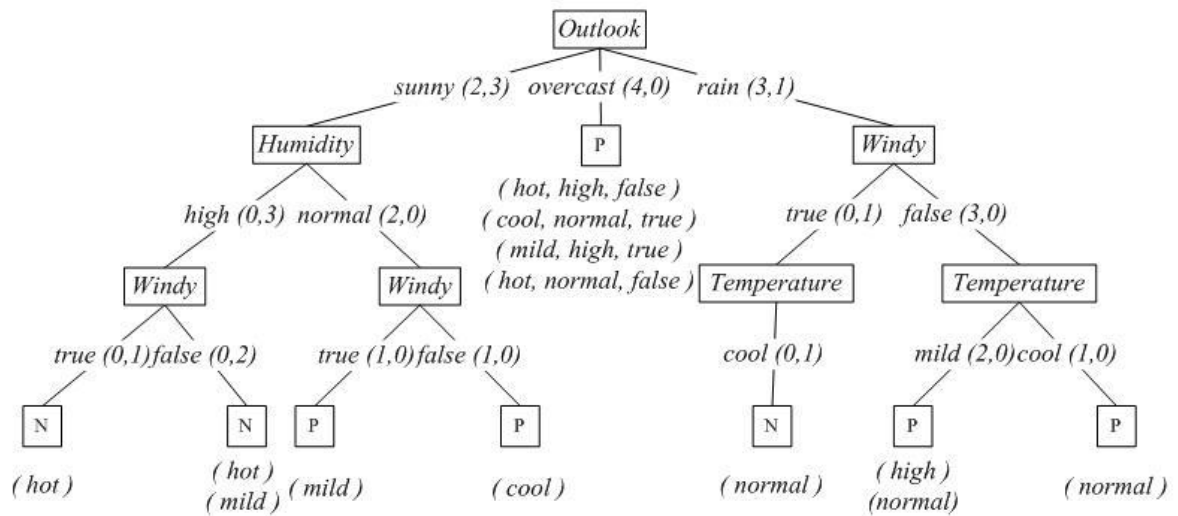 Outlook
sunny (2,3) overcast (4,0) rain (3,1)
Humidity P Windy
( hot, high, false )
( cool, normal, true )
( mild, high, true )
( hot, normal, false )
high (0,3) normal (2,0) true (0,1) false (3,0)
Windy Windy Temperature Temperature
true (0,1) false (0,2) true (1,0) false (1,0) cool (0,1) mild (2,0) cool (1,0)
N N P P N P P
( hot ) ( hot ) ( mild ) ( cool ) ( normal ) ( high ) ( normal )
( mild ) (normal)